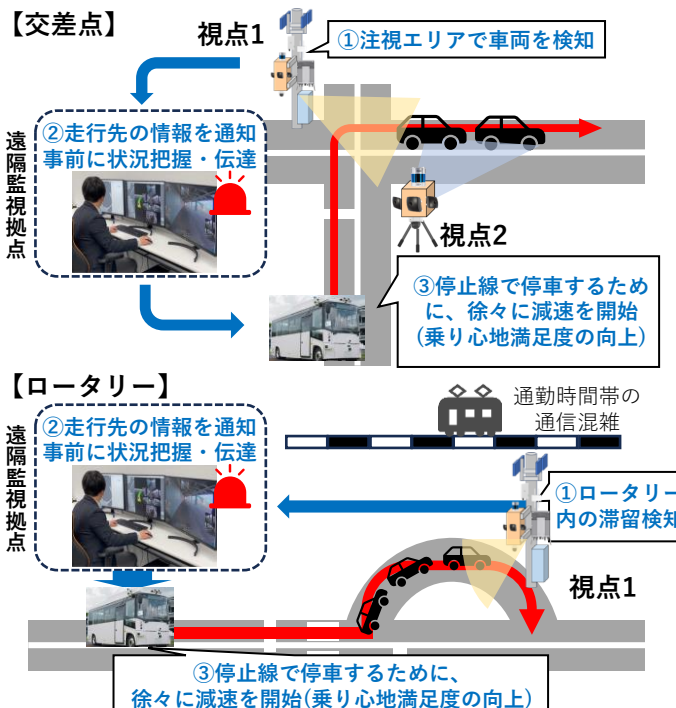 【交差点】
視点1
①注視エリアで車両を検知
遠隔監視拠点
②走行先の情報を通知
事前に状況把握・伝達
視点2
③停止線で停車するため
に、徐々に減速を開始
(乗り心地満足度の向上)
【ロータリー】
通勤時間帯の
通信混雑
遠隔監視拠点
②走行先の情報を通知
事前に状況把握・伝達
①ロータリー
内の滞留検知
視点1
③停止線で停車するために、
徐々に減速を開始(乗り心地満足度の向上)